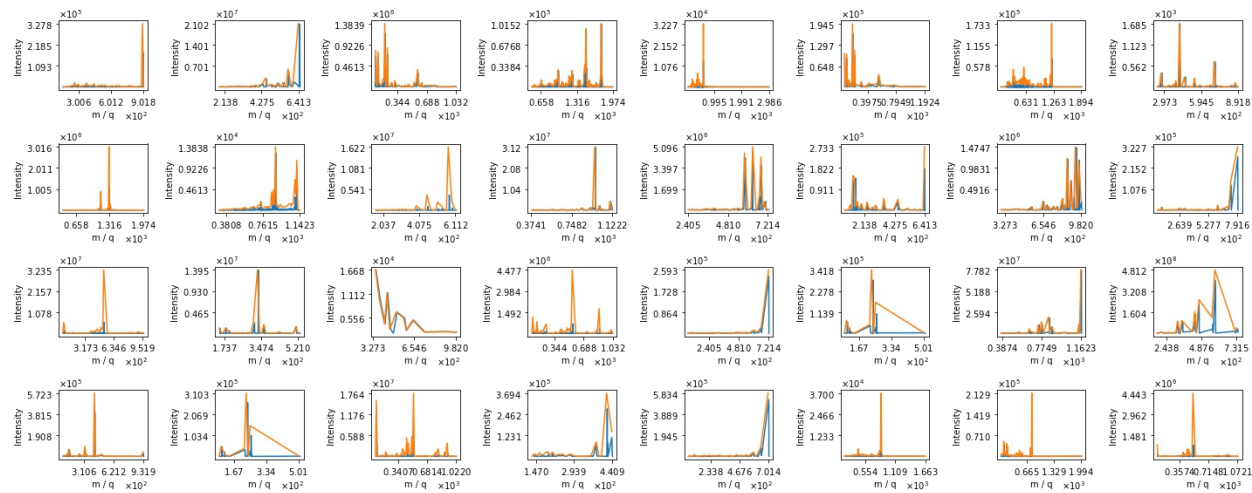 ×10⁵ ×10⁷ ×10⁶ ×10⁵ ×10⁴ ×10⁵ ×10⁵ ×10³
3.278 2.102 1.3839 1.0152 3.227 1.945 1.733 1.685
2.185 1.401 0.9226 0.6768 2.152 1.297 1.155 1.123
1.093 0.701 0.4613 0.3384 1.076 0.648 0.578 0.562
Intensity Intensity Intensity Intensity Intensity Intensity Intensity Intensity
3.006 6.012 9.018 2.138 4.275 6.413 0.344 0.688 1.032 0.658 1.316 1.974 0.995 1.991 2.986 0.3975 0.7949 1.1924 0.631 1.263 1.894 2.973 5.945 8.918
m / q ×10² m / q ×10² m / q ×10³ m / q ×10³ m / q ×10³ m / q ×10³ m / q ×10³ m / q ×10²
×10⁶ ×10⁴ ×10⁷ ×10⁷ ×10⁶ ×10⁵ ×10⁶ ×10⁵
3.016 1.3838 1.622 3.12 5.096 2.733 1.4747 3.227
2.011 0.9226 1.081 2.08 3.397 1.822 0.9831 2.152
1.005 0.4613 0.541 1.04 1.699 0.911 0.4916 1.076
Intensity Intensity Intensity Intensity Intensity Intensity Intensity Intensity
0.658 1.316 1.974 0.3808 0.7615 1.1423 2.037 4.075 6.112 0.3741 0.7482 1.1222 2.405 4.810 7.214 2.138 4.275 6.413 3.273 6.546 9.820 2.639 5.277 7.916
m / q ×10³ m / q ×10³ m / q ×10² m / q ×10³ m / q ×10² m / q ×10² m / q ×10² m / q ×10²
×10⁷ ×10⁷ ×10⁴ ×10⁶ ×10⁵ ×10⁵ ×10⁷ ×10⁸
3.235 1.395 1.668 4.477 2.593 3.418 7.782 4.812
2.157 0.930 1.112 2.984 1.729 2.278 5.188 3.208
1.078 0.465 0.556 1.492 0.864 1.139 2.594 1.604
Intensity Intensity Intensity Intensity Intensity Intensity Intensity Intensity
3.173 6.346 9.519 1.737 3.474 5.210 3.273 6.546 9.820 0.344 0.688 1.032 2.405 4.810 7.214 1.67 3.34 5.01 0.3874 0.7749 1.1623 2.438 4.876 7.315
m / q ×10² m / q ×10² m / q ×10² m / q ×10³ m / q ×10² m / q ×10² m / q ×10³ m / q ×10²
×10⁵ ×10⁵ ×10⁷ ×10⁵ ×10⁵ ×10⁴ ×10⁵ ×10⁶
5.723 3.103 1.764 3.694 5.834 3.700 2.129 4.443
3.815 2.069 1.176 2.462 3.890 2.466 1.419 2.962
1.908 1.034 0.588 1.231 1.945 1.233 0.710 1.481
Intensity Intensity Intensity Intensity Intensity Intensity Intensity Intensity
3.106 6.212 9.319 1.67 3.34 5.01 0.3407 0.6814 1.0220 1.470 2.939 4.409 2.338 4.676 7.014 0.554 1.109 1.663 0.665 1.329 1.994 0.3574 0.7148 1.0721
m / q ×10² m / q ×10² m / q ×10³ m / q ×10² m / q ×10² m / q ×10³ m / q ×10³ m / q ×10³